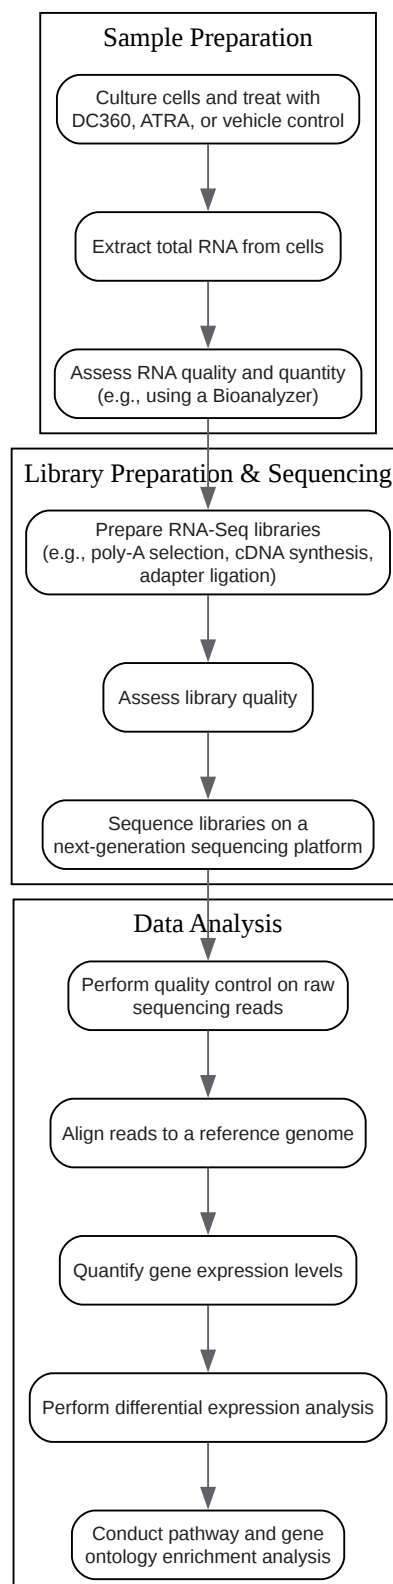 Sample Preparation
Culture cells and treat with
DC360, ATRA, or vehicle control
Extract total RNA from cells
Assess RNA quality and quantity
(e.g., using a Bioanalyzer)
Library Preparation & Sequencing
Prepare RNA-Seq libraries
(e.g., poly-A selection, cDNA synthesis,
adapter ligation)
Assess library quality
Sequence libraries on a
next-generation sequencing platform
Data Analysis
Perform quality control on raw
sequencing reads
Align reads to a reference genome
Quantify gene expression levels
Perform differential expression analysis
Conduct pathway and gene
ontology enrichment analysis